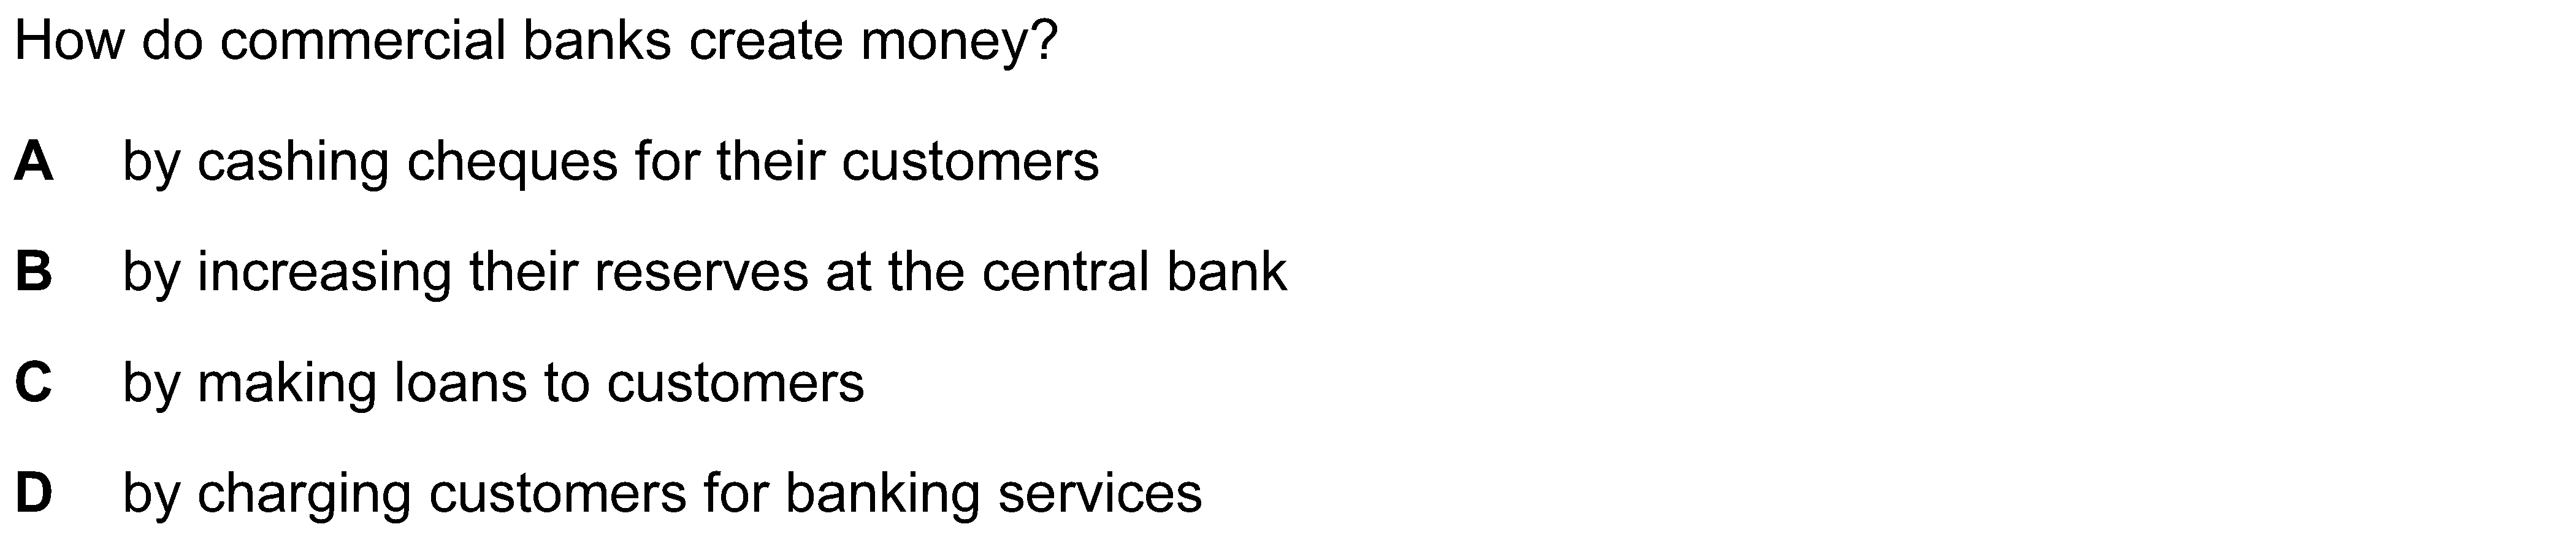 How do commercial banks create money?
A by cashing cheques for their customers
B by increasing their reserves at the central bank
C by making loans to customers
D by charging customers for banking services